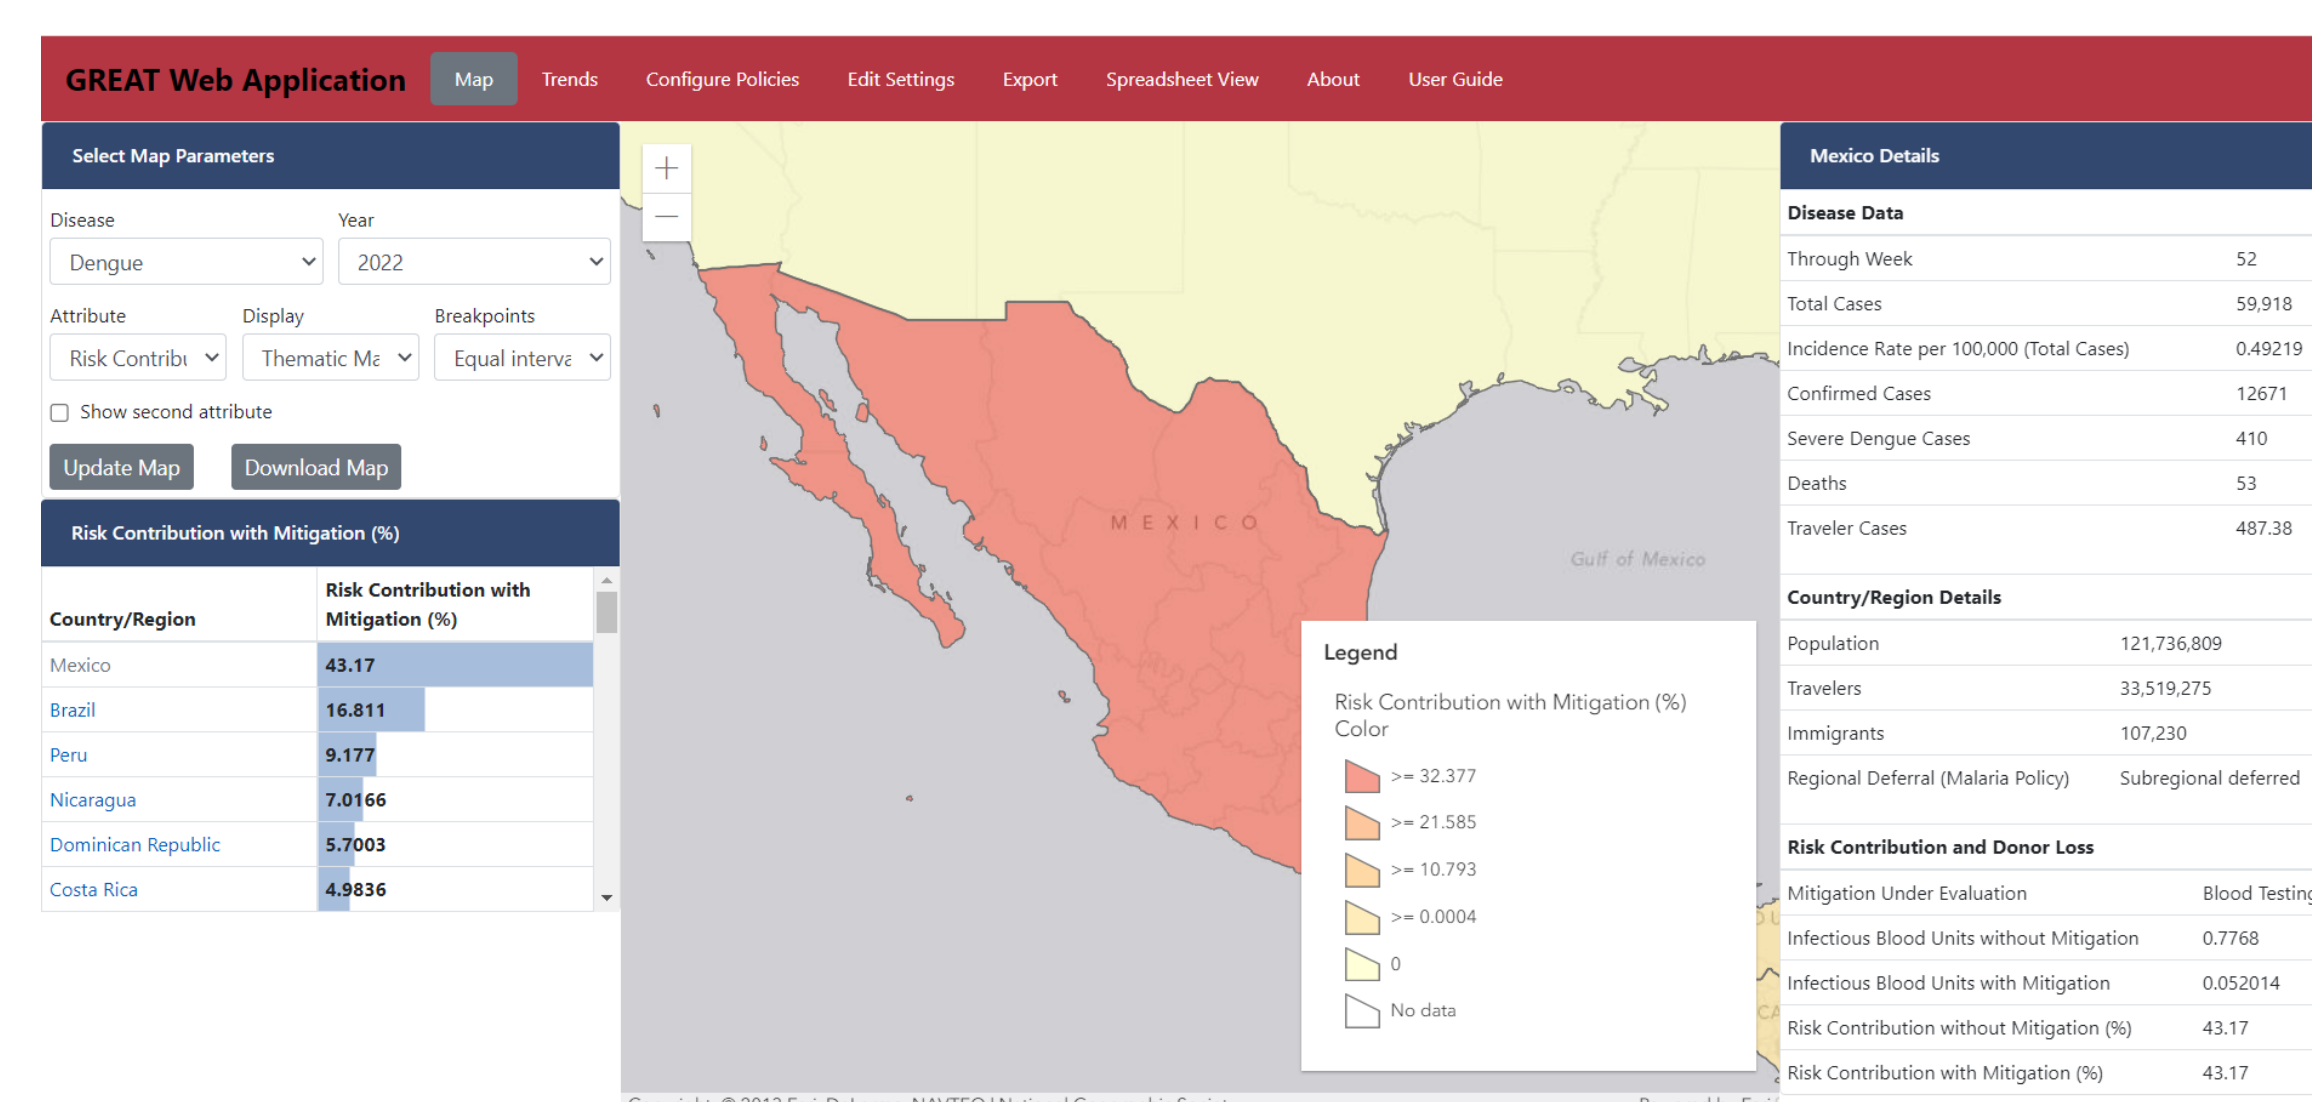 GREAT Web Application Map Trends Configure Policies Edit Settings Export Spreadsheet View About User Guide
Select Map Parameters
Disease Year
Dengue 2022
Attribute Display Breakpoints
Risk Contribu Thematic Ma Equal interva
Show second attribute
Update Map Download Map
Risk Contribution with Mitigation (%)
Country/Region Risk Contribution with
Mitigation (%)
Mexico 43.17
Brazil 16.811
Peru 9.177
Nicaragua 7.0166
Dominican Republic 5.7003
Costa Rica 4.9836
MEXICO
Gulf of Mexico
Legend
Risk Contribution with Mitigation (%)
Color
>= 32.377
>= 21.585
>= 10.793
>= 0.0004
0
No data
Mexico Details
Disease Data
Through Week 52
Total Cases 59,918
Incidence Rate per 100,000 (Total Cases) 0.49219
Confirmed Cases 12671
Severe Dengue Cases 410
Deaths 53
Traveler Cases 487.38
Country/Region Details
Population 121,736,809
Travelers 33,519,275
Immigrants 107,230
Regional Deferral (Malaria Policy) Subregional deferred
Risk Contribution and Donor Loss
Mitigation Under Evaluation Blood Testing
Infectious Blood Units without Mitigation 0.7768
Infectious Blood Units with Mitigation 0.052014
Risk Contribution without Mitigation (%) 43.17
Risk Contribution with Mitigation (%) 43.17